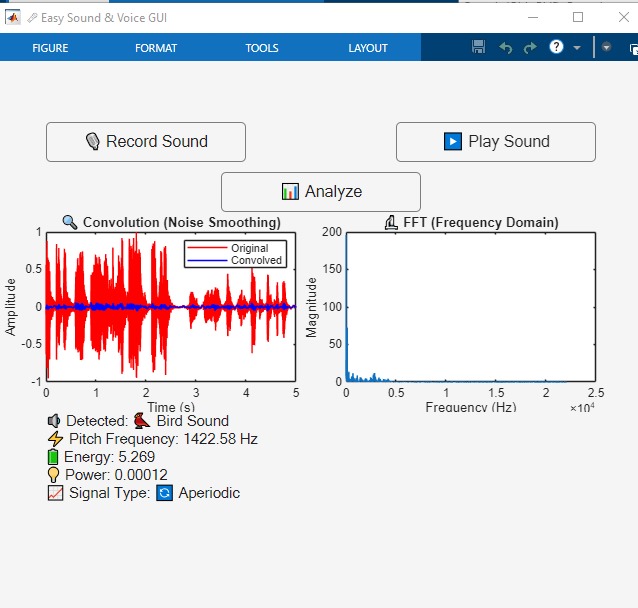 Easy Sound & Voice GUI
FIGURE FORMAT TOOLS LAYOUT
Record Sound
Play Sound
Analyze
Convolution (Noise Smoothing)
1
0.5
0
-0.5
-1
Amplitude
Original
Convolved
0 1 2 3 4 5
Time (s)
FFT (Frequency Domain)
200
150
100
50
0
Magnitude
0 0.5 1 1.5 2 2.5
Frequency (Hz)
×10⁴
Detected: Bird Sound
Pitch Frequency: 1422.58 Hz
Energy: 5.269
Power: 0.00012
Signal Type: Aperiodic